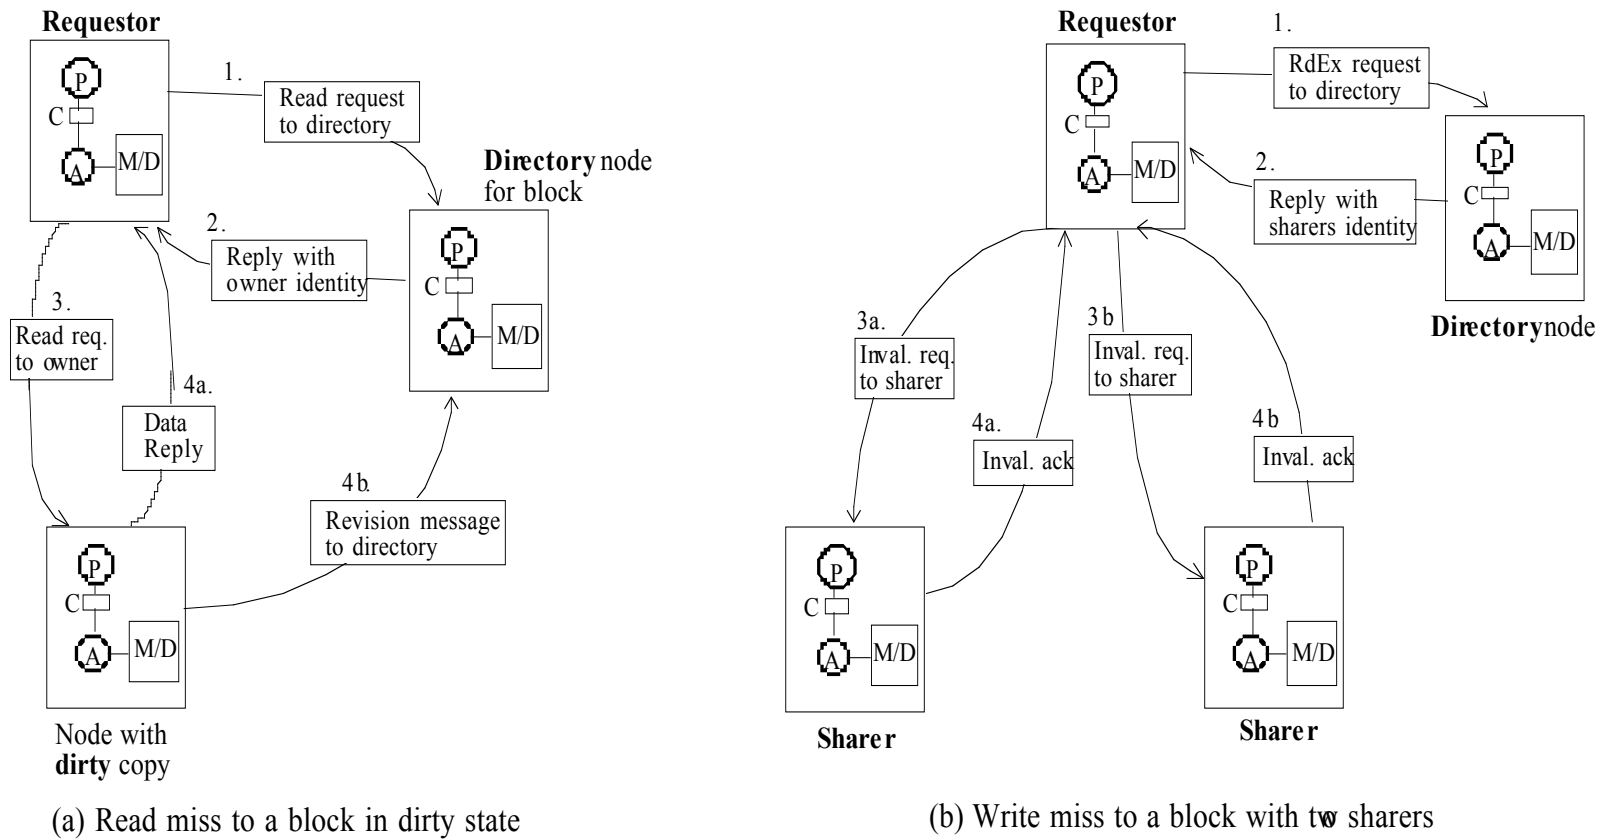 Requestor
P
C
A
M/D
1.
Read request
to directory
Directory node
for block
P
C
A
M/D
2.
Reply with
owner identity
3.
Read req.
to owner
4a.
Data
Reply
4b.
Revision message
to directory
P
C
A
M/D
Node with
dirty copy
(a) Read miss to a block in dirty state
Requestor
P
C
A
M/D
1.
RdEx request
to directory
P
C
A
M/D
Directory node
2.
Reply with
sharers identity
3a.
Inval. req.
to sharer
3b
Inval. req.
to sharer
4a.
Inval. ack
4b
Inval. ack
P
C
A
M/D
Sharer
P
C
A
M/D
Sharer
(b) Write miss to a block with two sharers